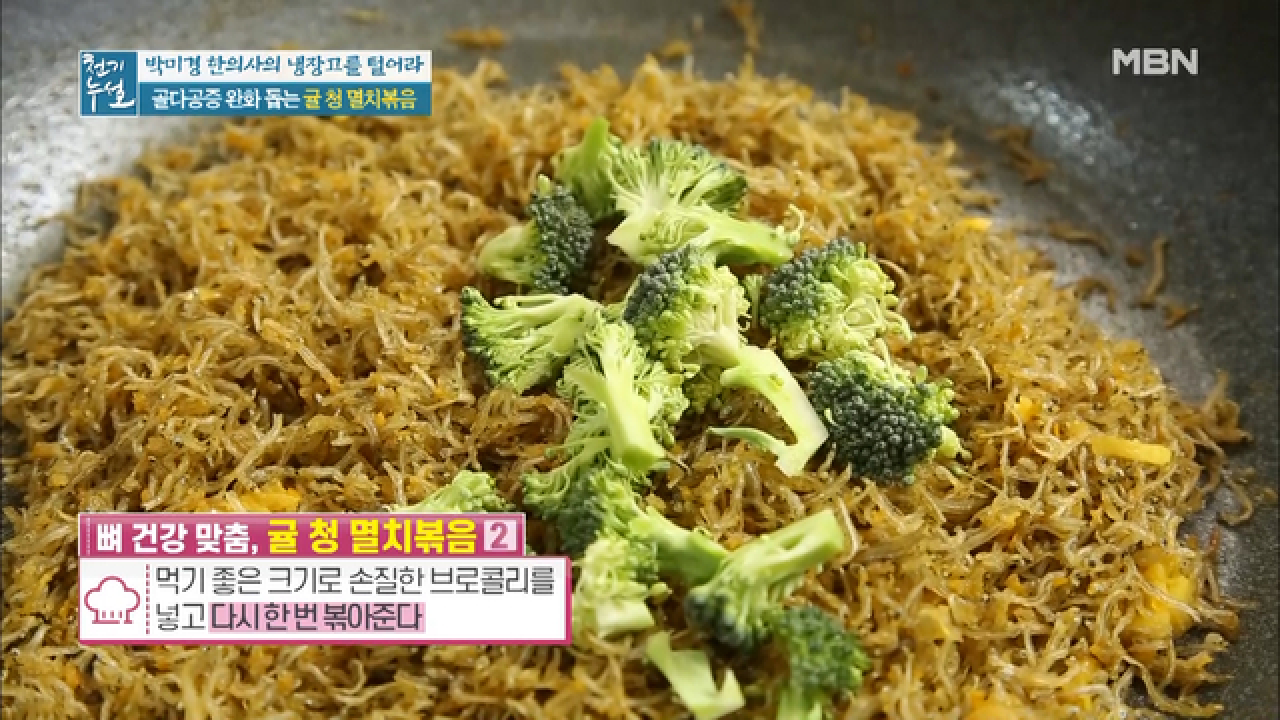 천기누설
박미경 한의사의 냉장고를 털어라
골다공증 완화 돕는 귤 청 멸치볶음
MBN
뼈 건강 맞춤, 귤 청 멸치볶음 2
먹기 좋은 크기로 손질한 브로콜리를
넣고 다시 한 번 볶아준다